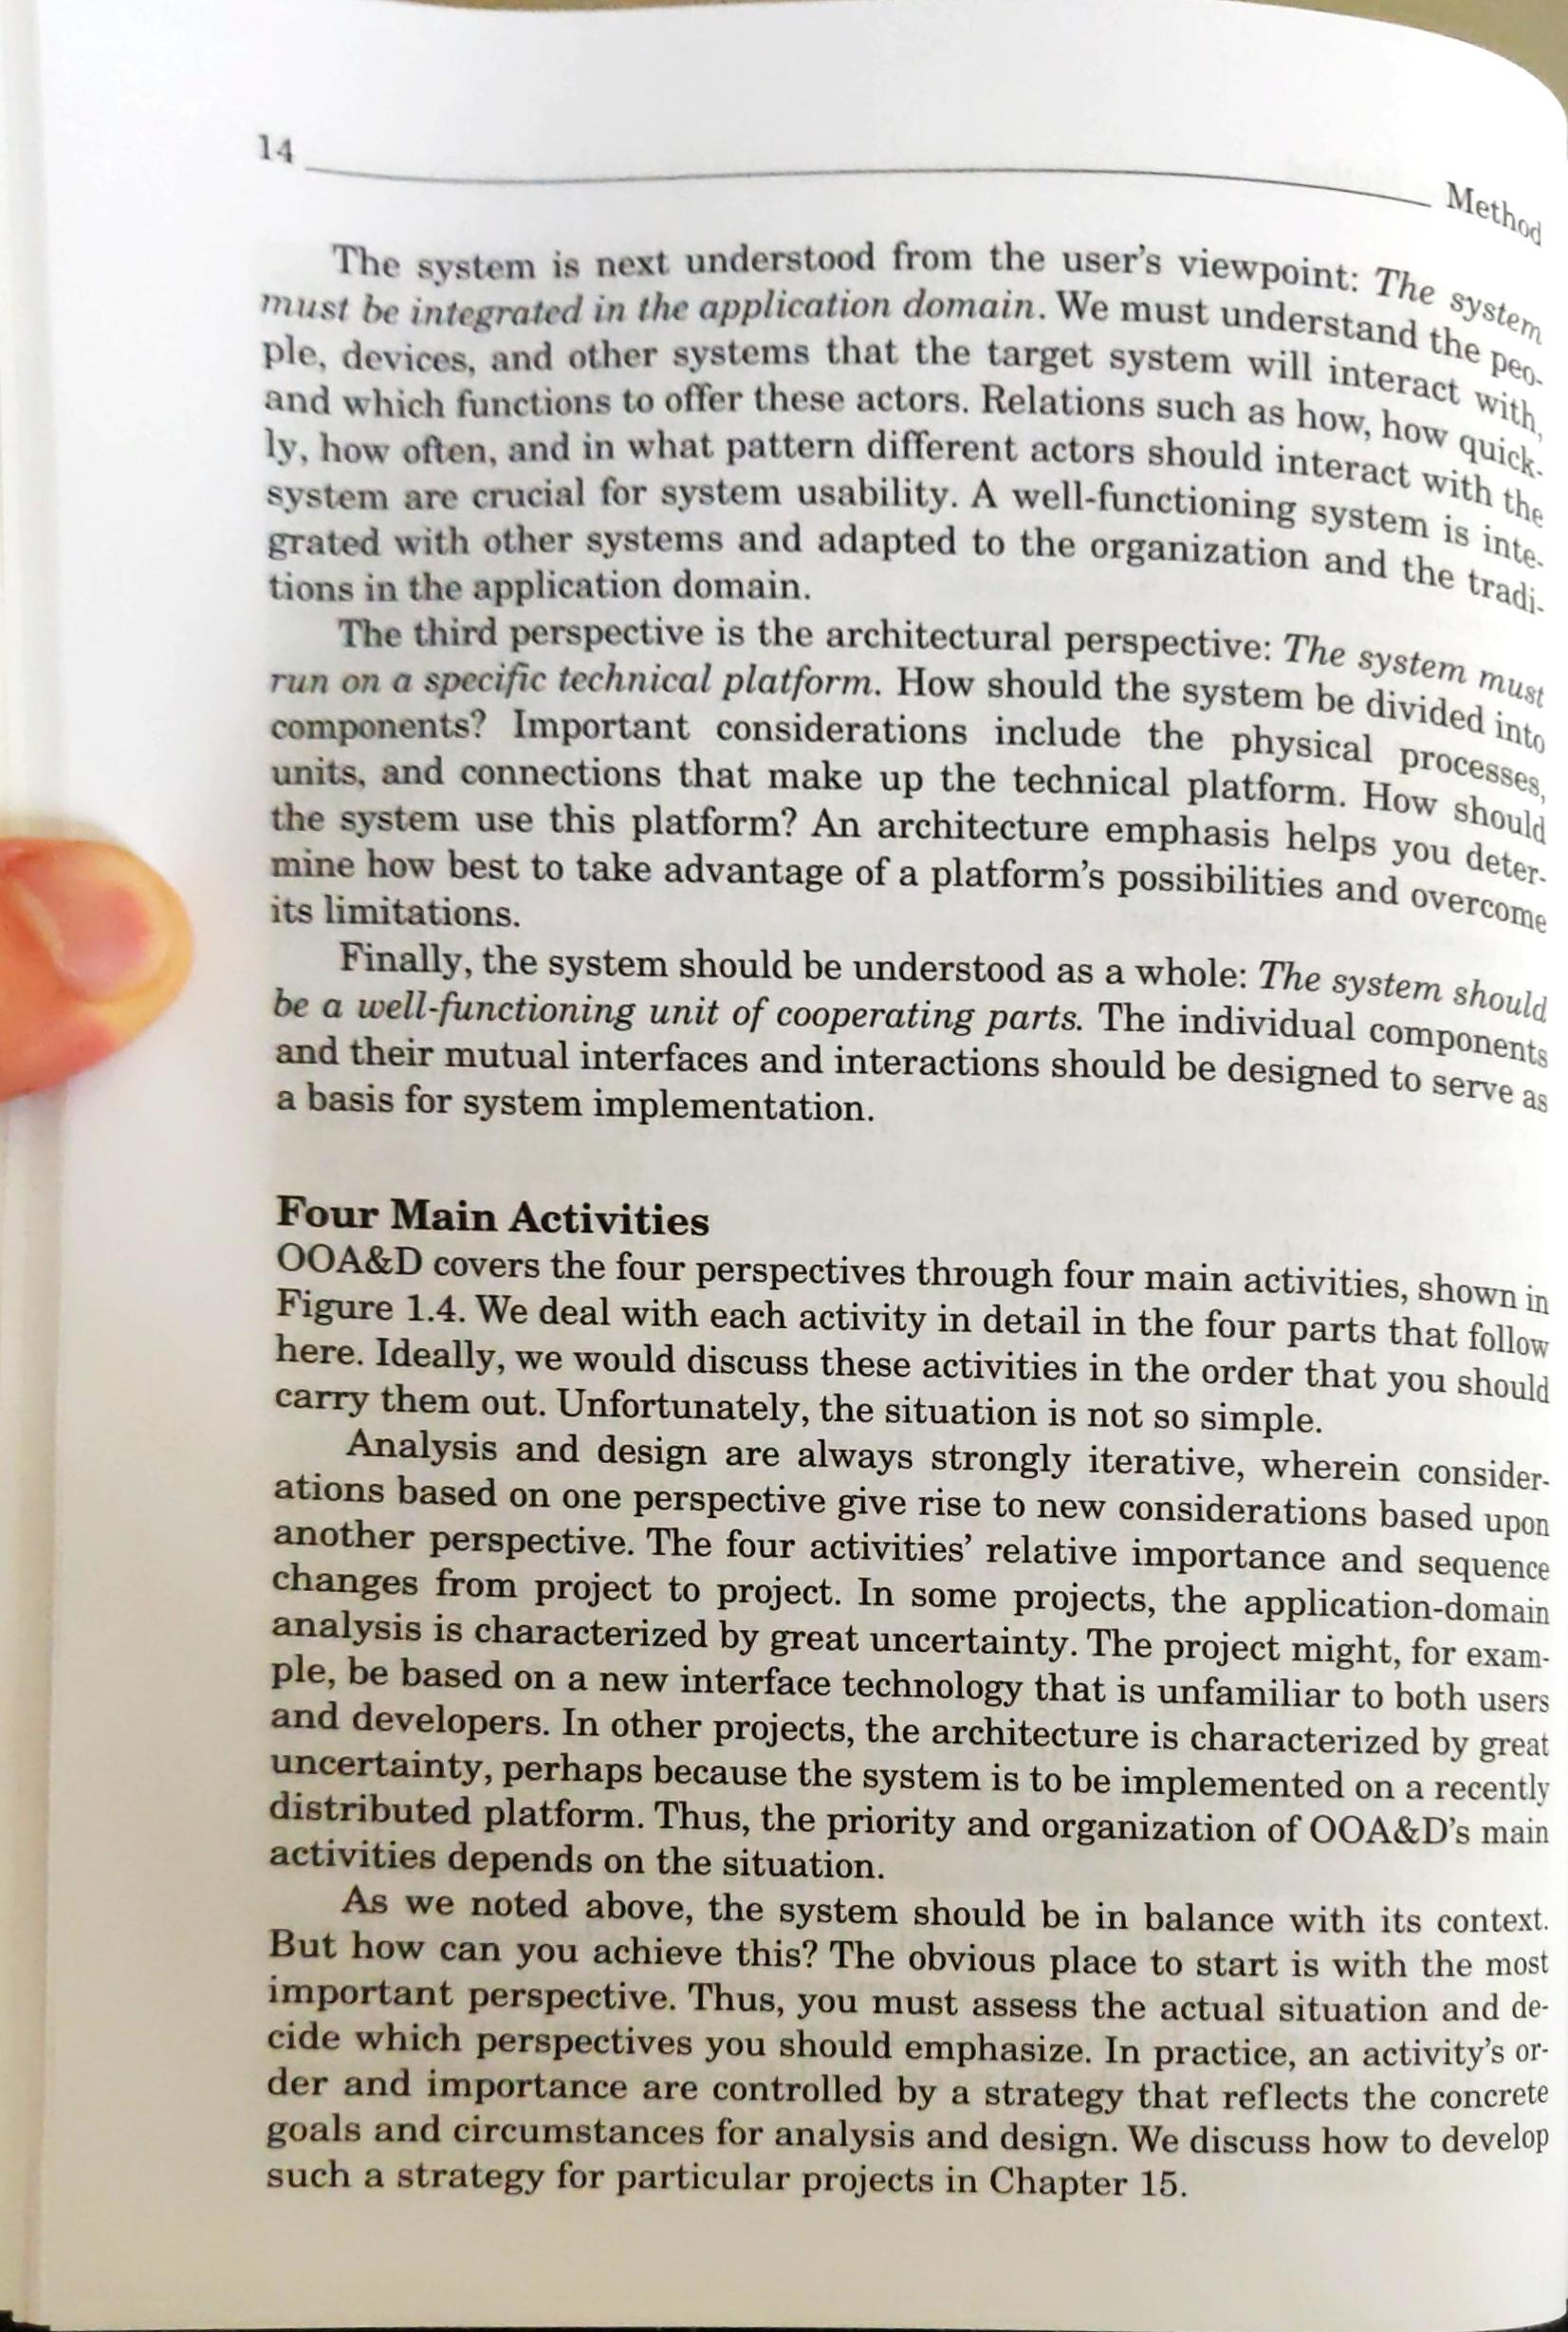 14
Method
The system is next understood from the user's viewpoint: The system
must be integrated in the application domain. We must understand the peo-
ple, devices, and other systems that the target system will interact with,
and which functions to offer these actors. Relations such as how, how quick-
ly, how often, and in what pattern different actors should interact with the
system are crucial for system usability. A well-functioning system is inte-
grated with other systems and adapted to the organization and the tradi-
tions in the application domain.
The third perspective is the architectural perspective: The system must
run on a specific technical platform. How should the system be divided into
components? Important considerations include the physical processes,
units, and connections that make up the technical platform. How should
the system use this platform? An architecture emphasis helps you deter-
mine how best to take advantage of a platform's possibilities and overcome
its limitations.
Finally, the system should be understood as a whole: The system should
be a well-functioning unit of cooperating parts. The individual components
and their mutual interfaces and interactions should be designed to serve as
a basis for system implementation.
Four Main Activities
OOA&D covers the four perspectives through four main activities, shown in
Figure 1.4. We deal with each activity in detail in the four parts that follow
here. Ideally, we would discuss these activities in the order that you should
carry them out. Unfortunately, the situation is not so simple.
Analysis and design are always strongly iterative, wherein consider-
ations based on one perspective give rise to new considerations based upon
another perspective. The four activities' relative importance and sequence
changes from project to project. In some projects, the application-domain
analysis is characterized by great uncertainty. The project might, for exam-
ple, be based on a new interface technology that is unfamiliar to both users
and developers. In other projects, the architecture is characterized by great
uncertainty, perhaps because the system is to be implemented on a recently
distributed platform. Thus, the priority and organization of OOA&D's main
activities depends on the situation.
As we noted above, the system should be in balance with its context.
But how can you achieve this? The obvious place to start is with the most
important perspective. Thus, you must assess the actual situation and de-
cide which perspectives you should emphasize. In practice, an activity's or-
der and importance are controlled by a strategy that reflects the concrete
goals and circumstances for analysis and design. We discuss how to develop
such a strategy for particular projects in Chapter 15.